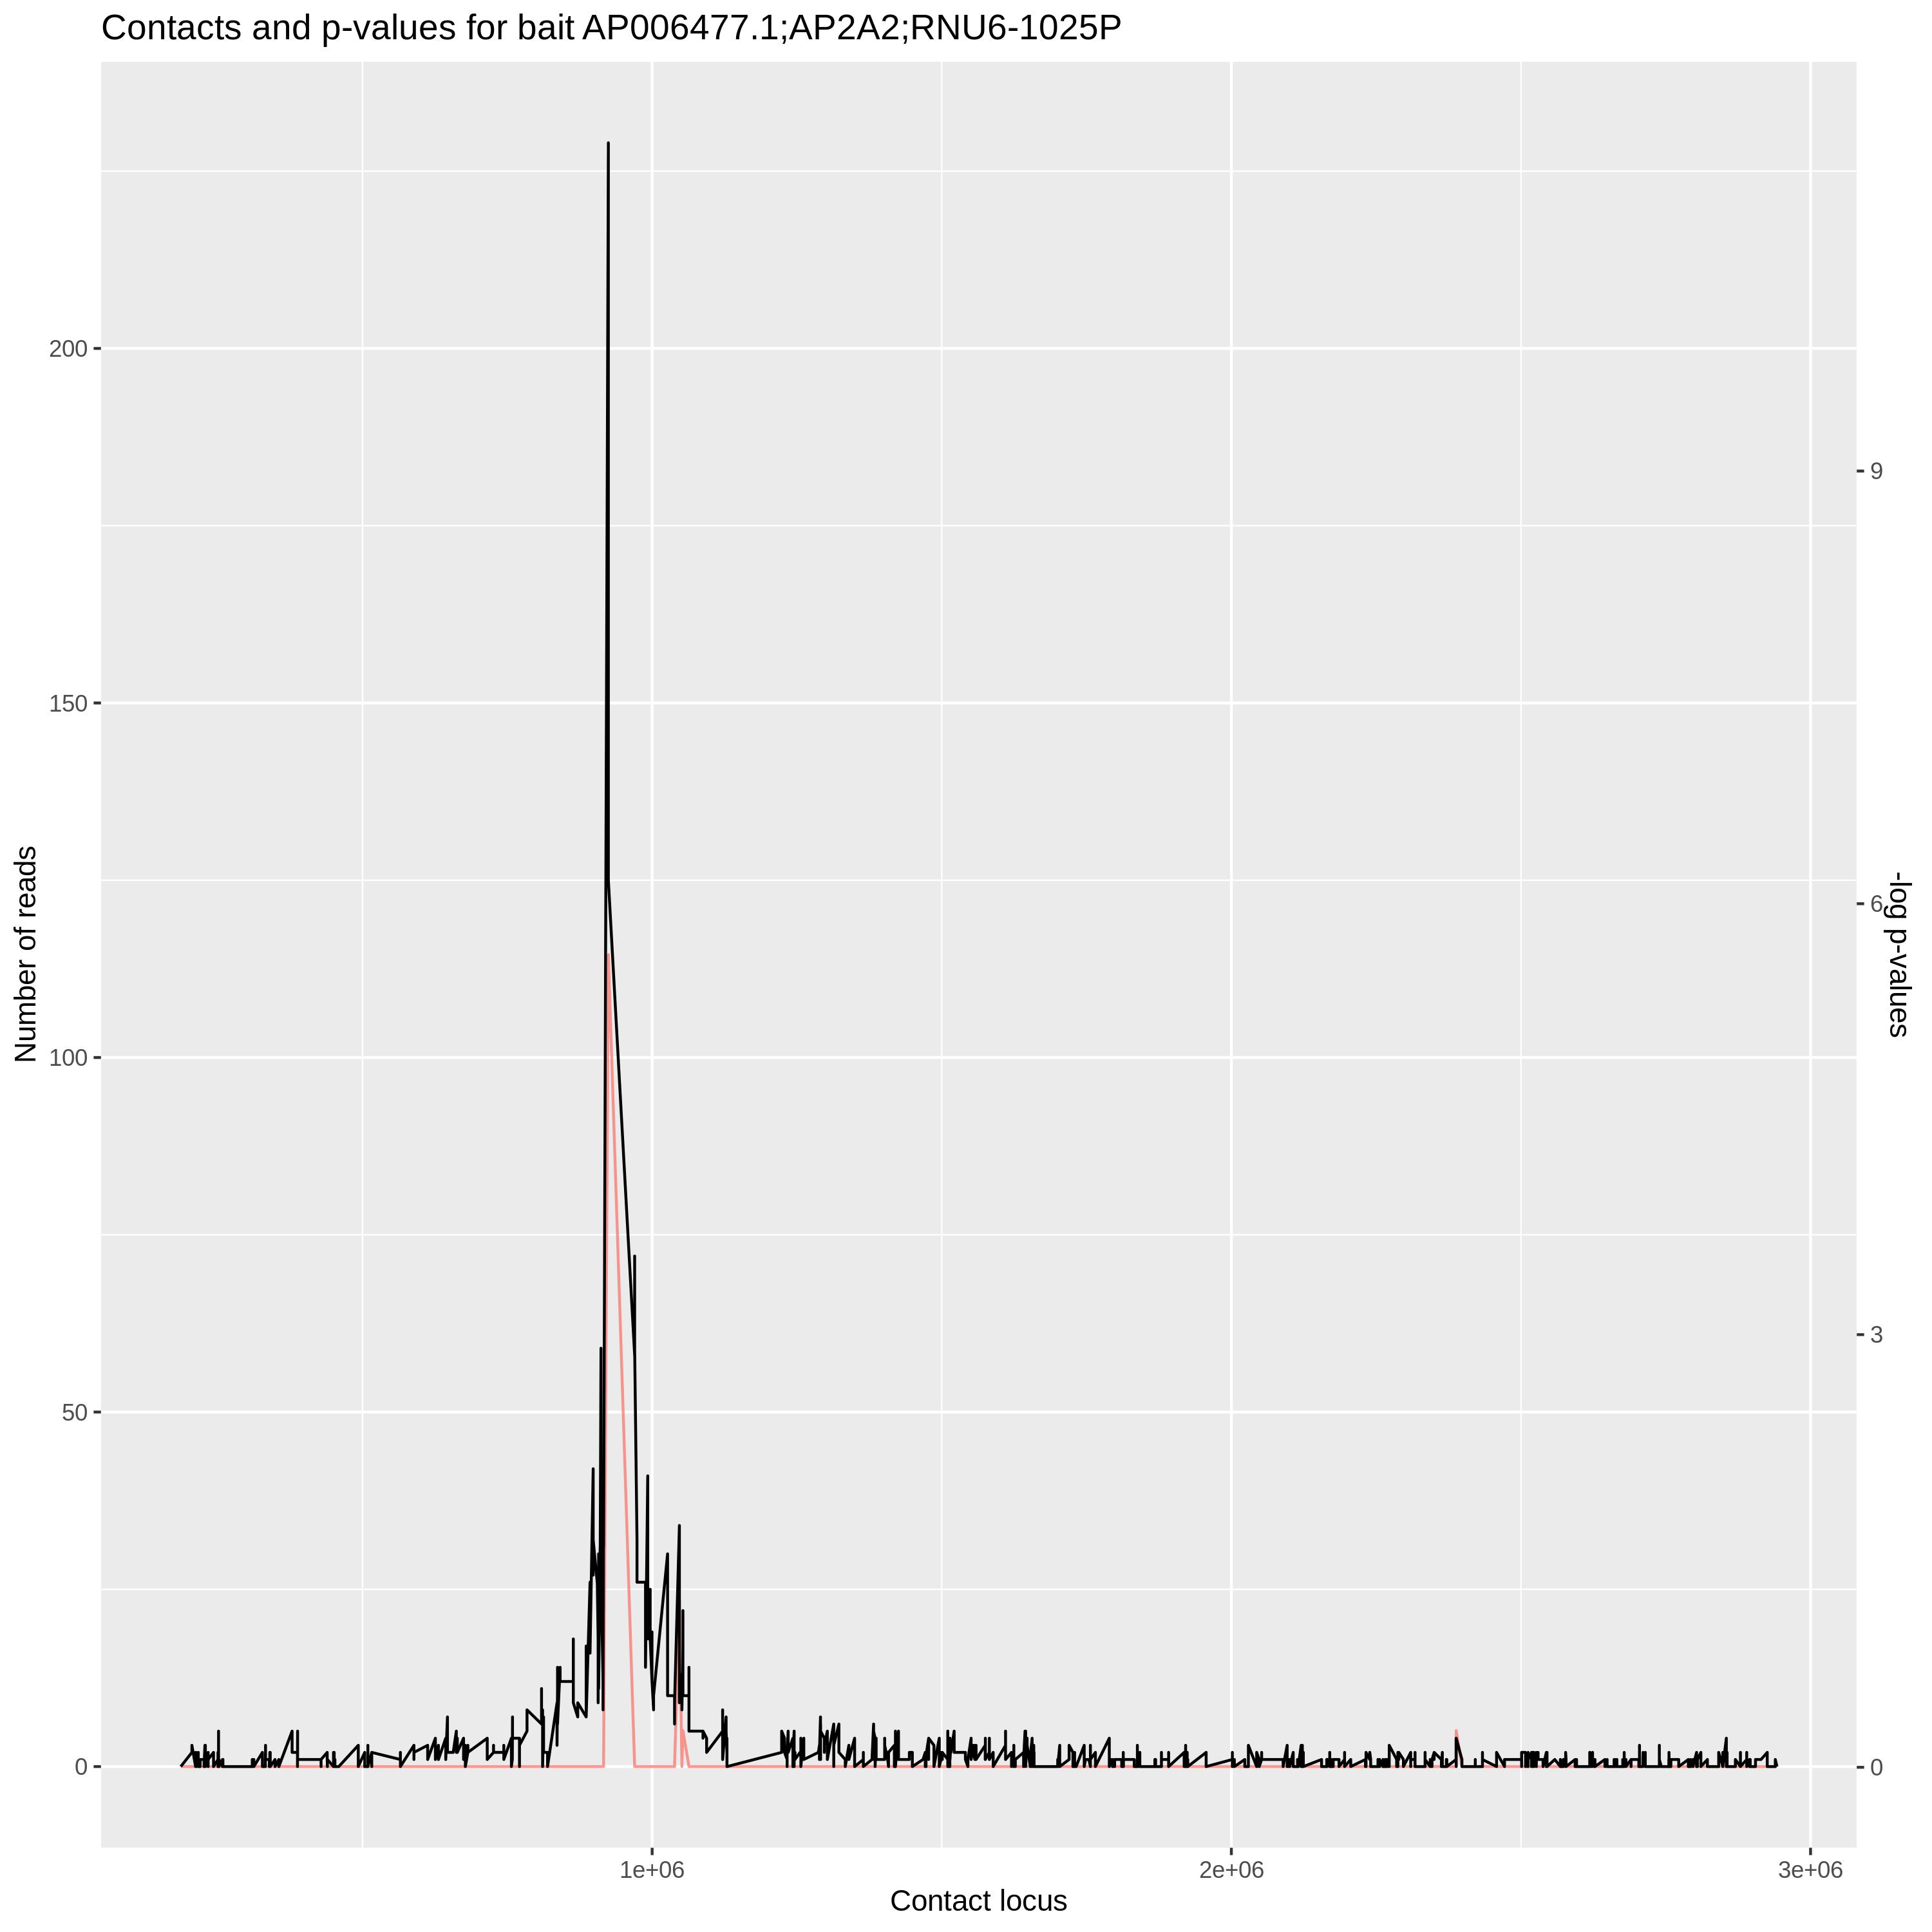 Contacts and p-values for bait AP006477.1;AP2A2;RNU6-1025P
Number of reads
200
150
100
50
0
9
6
3
0
-log p-values
1e+06
2e+06
3e+06
Contact locus